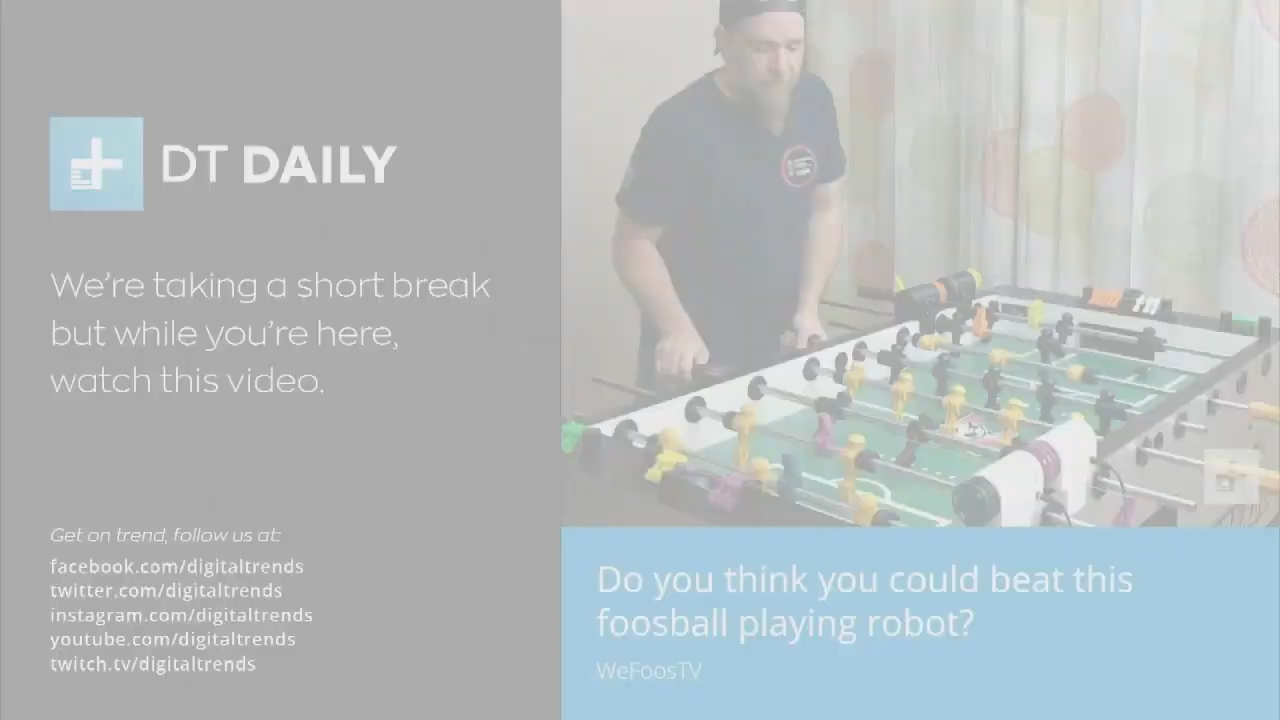 DT DAILY
We're taking a short break
but while you're here,
watch this video.
Get on trend, follow us at:
facebook.com/digitaltrends
twitter.com/digitaltrends
instagram.com/digitaltrends
youtube.com/digitaltrends
twitch.tv/digitaltrends
Do you think you could beat this
foosball playing robot?
WeFoosTV